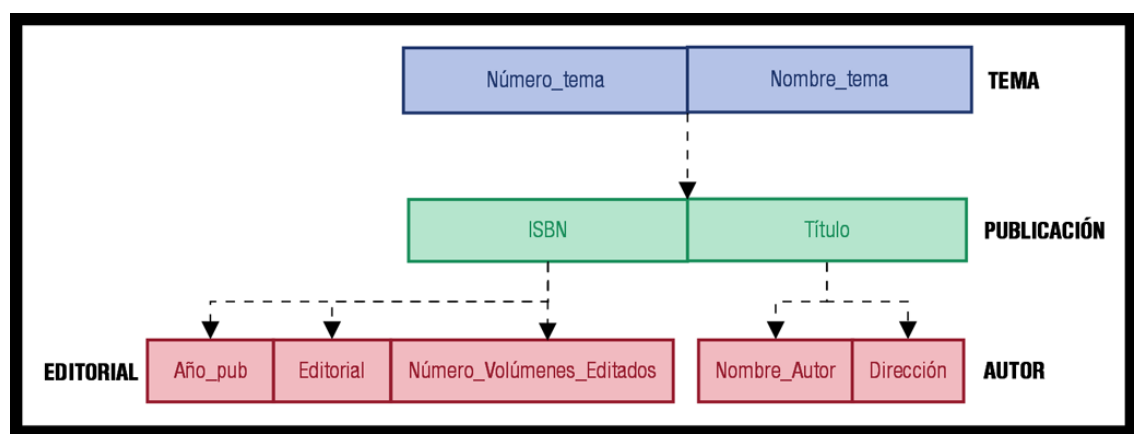 Número_tema Nombre_tema TEMA
ISBN Título PUBLICACIÓN
EDITORIAL Año_pub Editorial Número_Volúmenes_Editados Nombre_Autor Dirección AUTOR